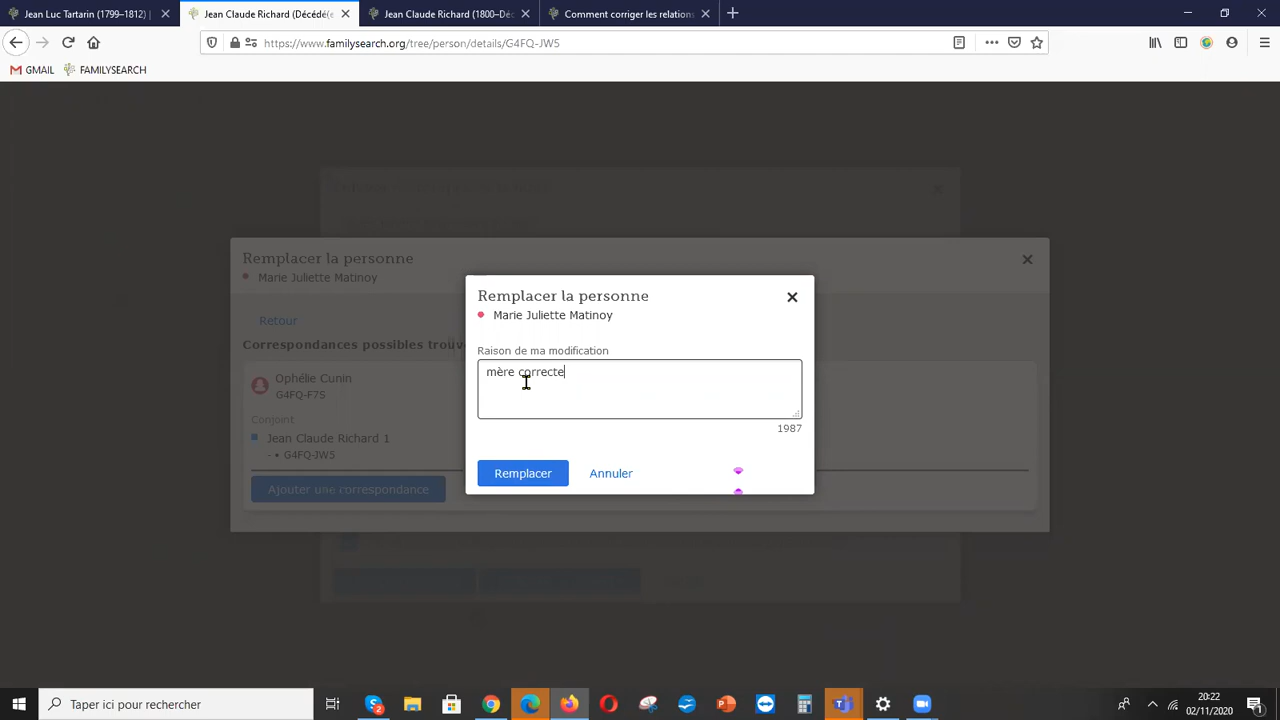 Jean Luc Tartarin (1799–1812) |
Jean Claude Richard (Décédé(e
Jean Claude Richard (1800–Déc
Comment corriger les relations
https://www.familysearch.org/tree/person/details/G4FQ-JW5
GMAIL
FAMILYSEARCH
Remplacer la personne
Marie Juliette Matinoy
Retour
Correspondances possibles trouv
Ophélie Cunin
G4FQ-F7S
Conjoint
Jean Claude Richard 1
- • G4FQ-JW5
Ajouter une correspondance
Remplacer la personne
Marie Juliette Matinoy
Raison de ma modification
mère correcte
1987
Remplacer
Annuler
Taper ici pour rechercher
20:22
02/11/2020